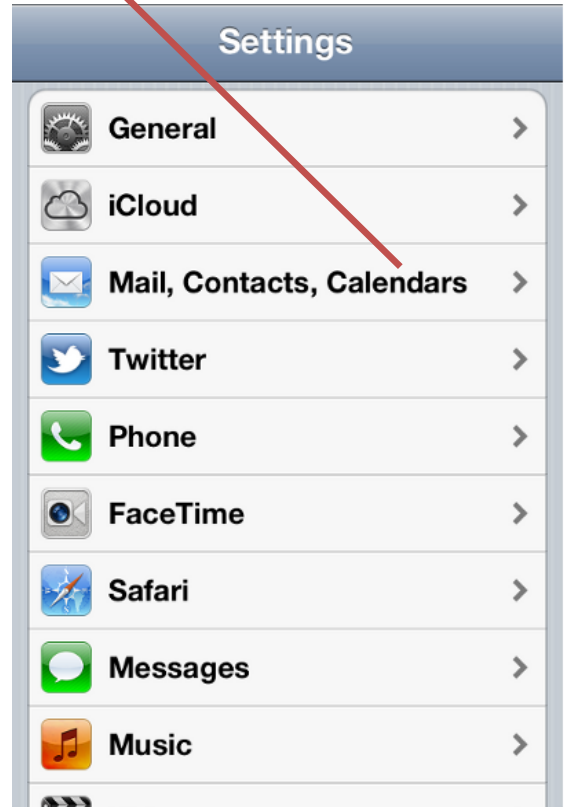 Settings
General
iCloud
Mail, Contacts, Calendars
Twitter
Phone
FaceTime
Safari
Messages
Music